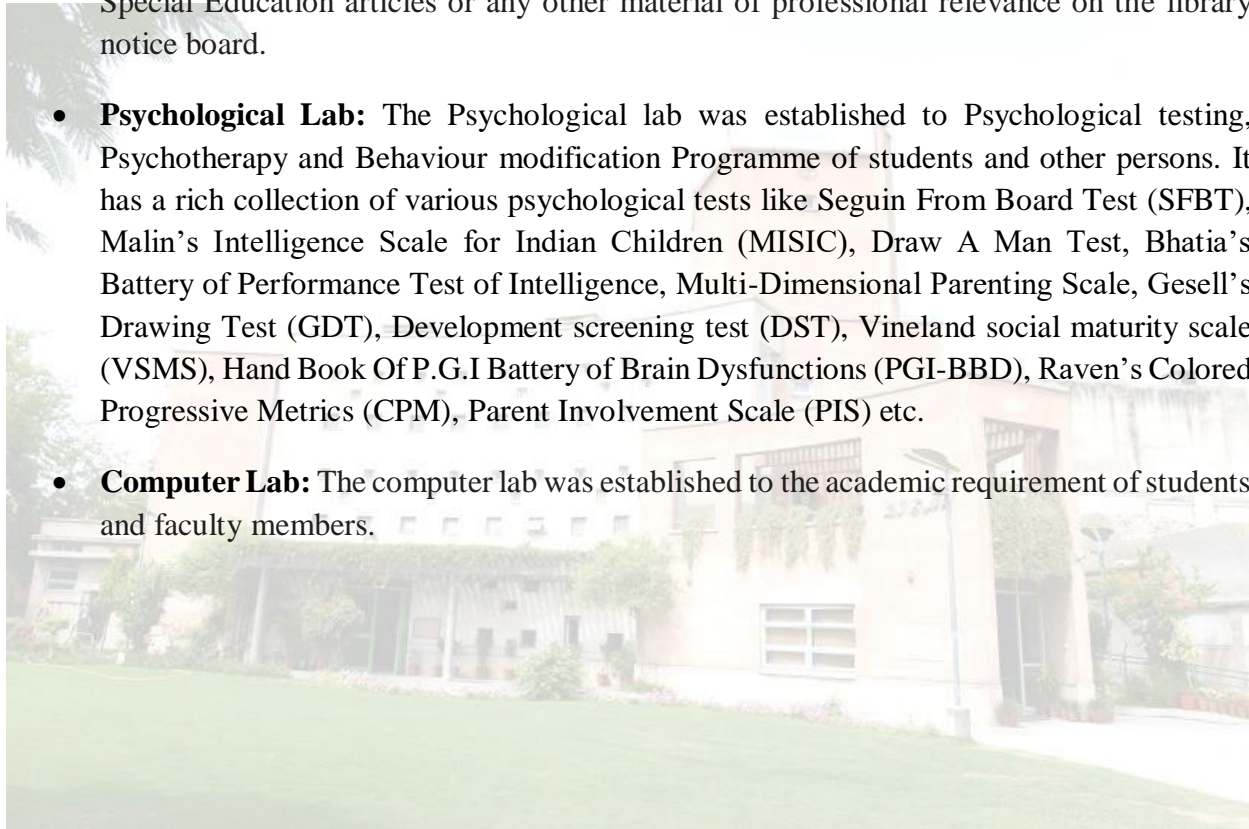 Special Education articles or any other material of professional relevance on the library
notice board.
• Psychological Lab: The Psychological lab was established to Psychological testing,
Psychotherapy and Behaviour modification Programme of students and other persons. It
has a rich collection of various psychological tests like Seguin From Board Test (SFBT),
Malin’s Intelligence Scale for Indian Children (MISIC), Draw A Man Test, Bhatia’s
Battery of Performance Test of Intelligence, Multi-Dimensional Parenting Scale, Gesell’s
Drawing Test (GDT), Development screening test (DST), Vineland social maturity scale
(VSMS), Hand Book Of P.G.I Battery of Brain Dysfunctions (PGI-BBD), Raven’s Colored
Progressive Metrics (CPM), Parent Involvement Scale (PIS) etc.
• Computer Lab: The computer lab was established to the academic requirement of students
and faculty members.